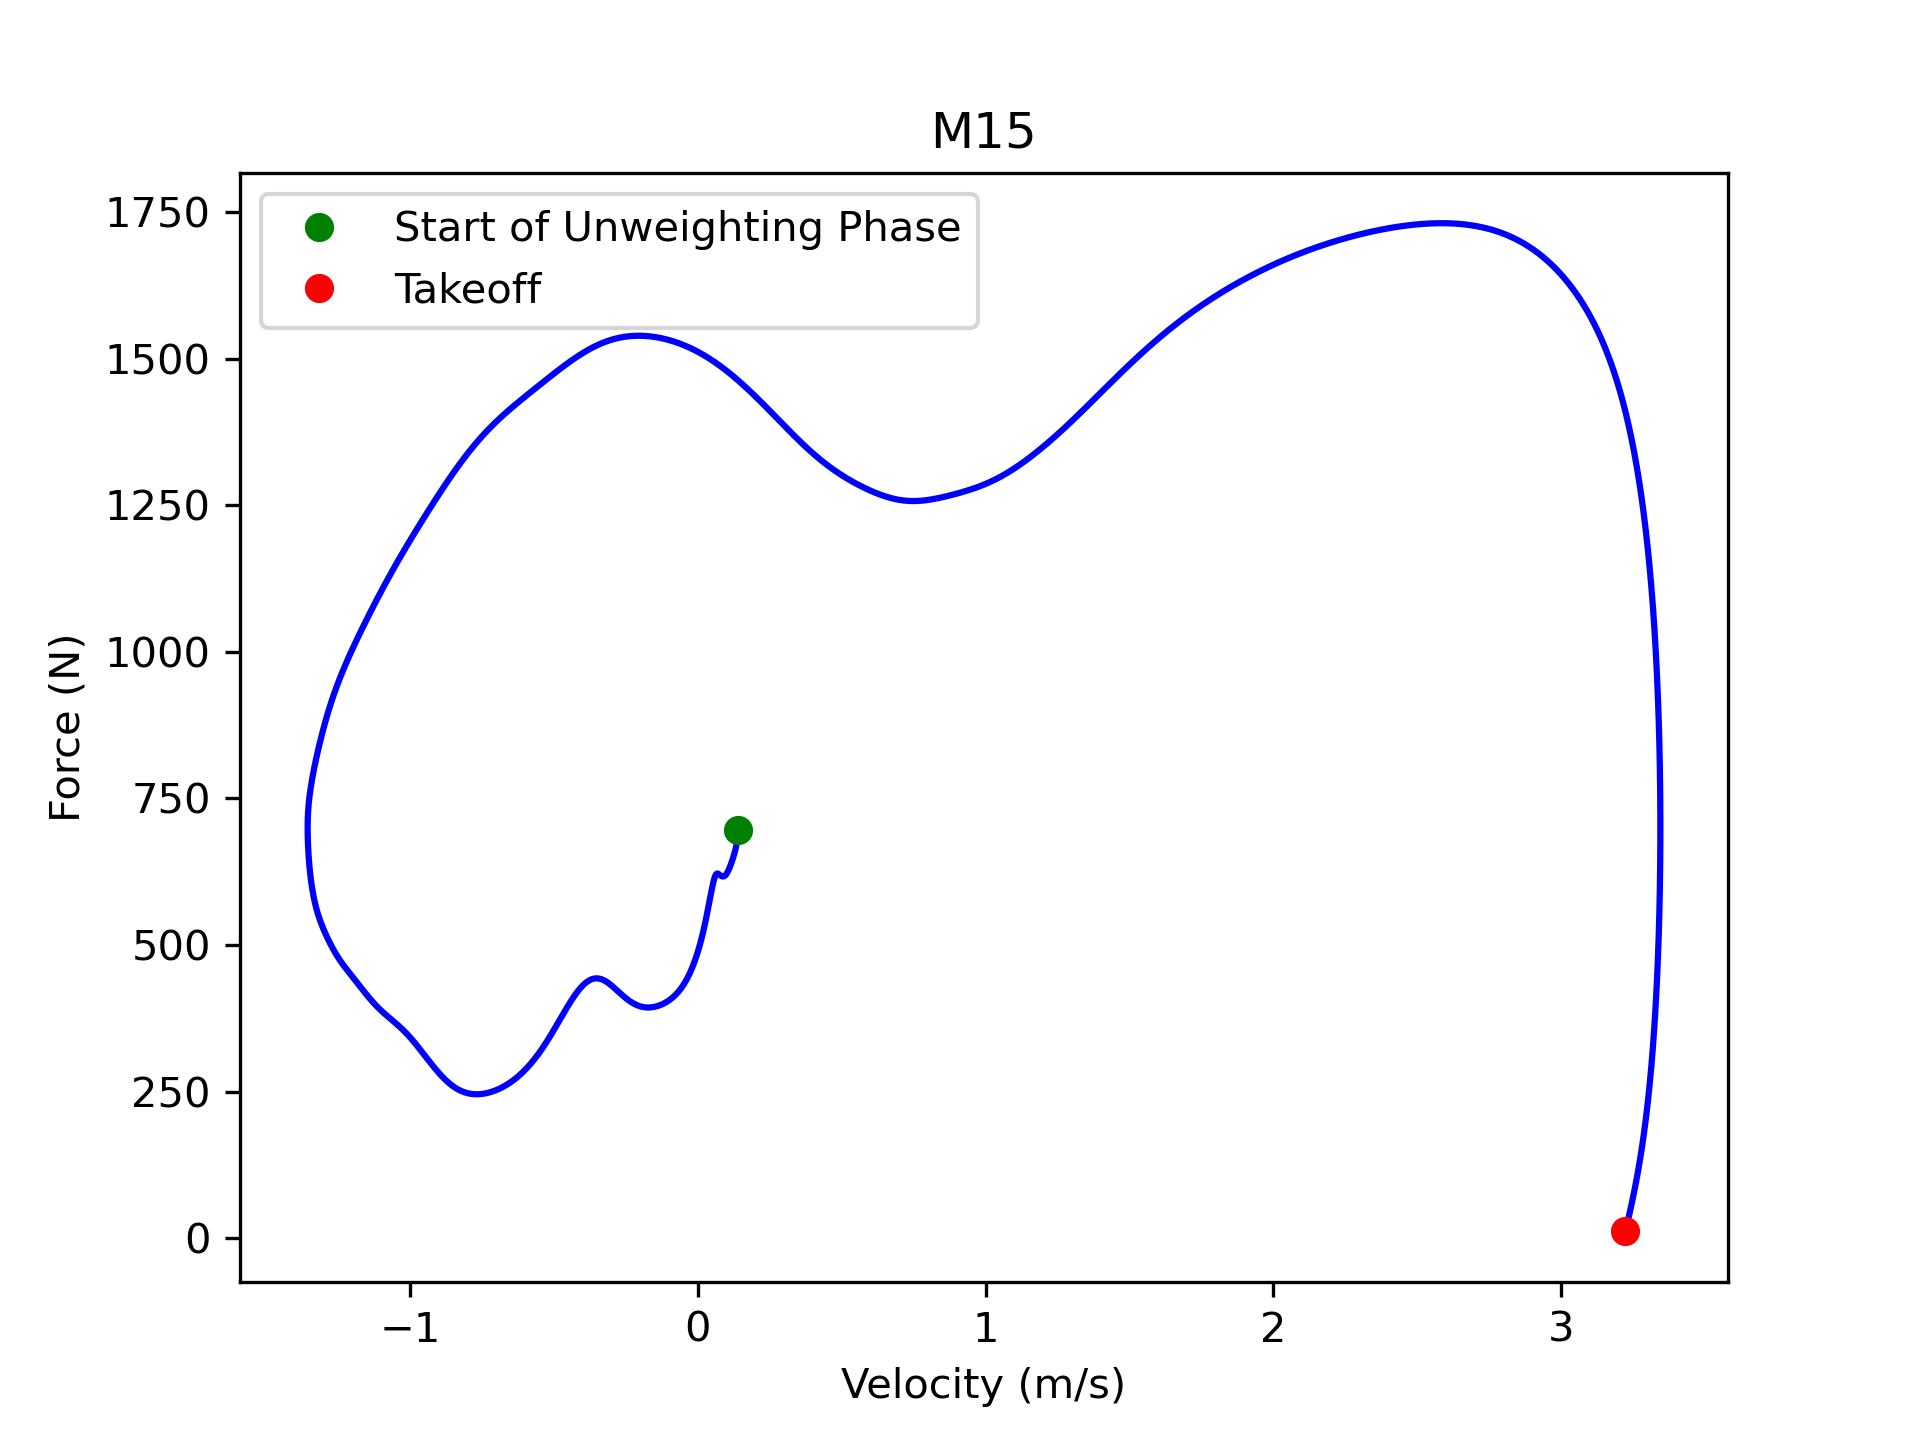 M15
Start of Unweighting Phase
Takeoff
1750
1500
1250
1000
750
500
250
0
Force (N)
−1 0 1 2 3
Velocity (m/s)